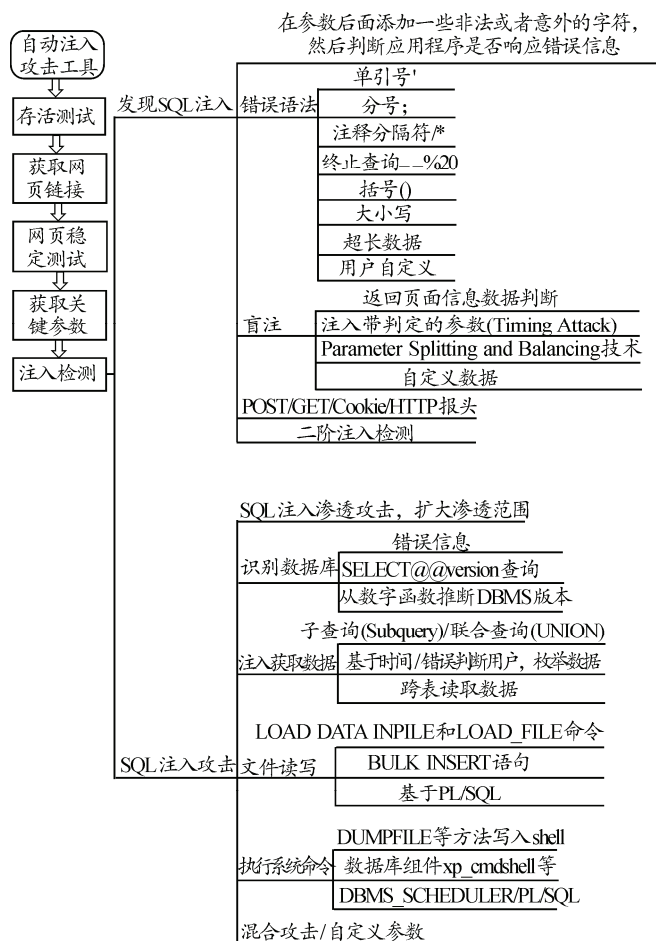 在参数后面添加一些非法或者意外的字符,
然后判断应用程序是否响应错误信息
自动注入
攻击工具
存活测试
获取网
页链接
网页稳
定测试
获取关
键参数
注入检测
发现SQL注入
错误语法
单引号'
分号;
注释分隔符/*
终止查询__%20
括号()
大小写
超长数据
用户自定义
盲注
返回页面信息数据判断
注入带判定的参数(Timing Attack)
Parameter Splitting and Balancing技术
自定义数据
POST/GET/Cookie/HTTP报头
二阶注入检测
SQL注入攻击
SQL注入渗透攻击，扩大渗透范围
识别数据库
错误信息
SELECT@@version查询
从数字函数推断DBMS版本
注入获取数据
子查询(Subquery)/联合查询(UNION)
基于时间/错误判断用户，枚举数据
跨表读取数据
文件读写
LOAD DATA INPILE和LOAD_FILE命令
BULK INSERT语句
基于PL/SQL
执行系统命令
DUMPFILE等方法写入shell
数据库组件xp_cmdshell等
DBMS_SCHEDULER/PL/SQL
混合攻击/自定义参数